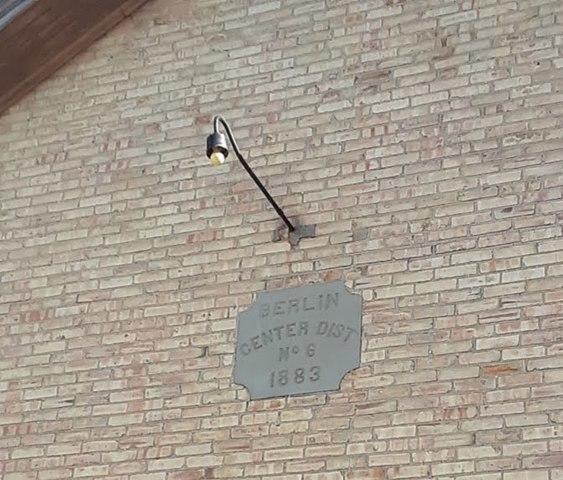 BERLIN
CENTER DIST
No 6
1883